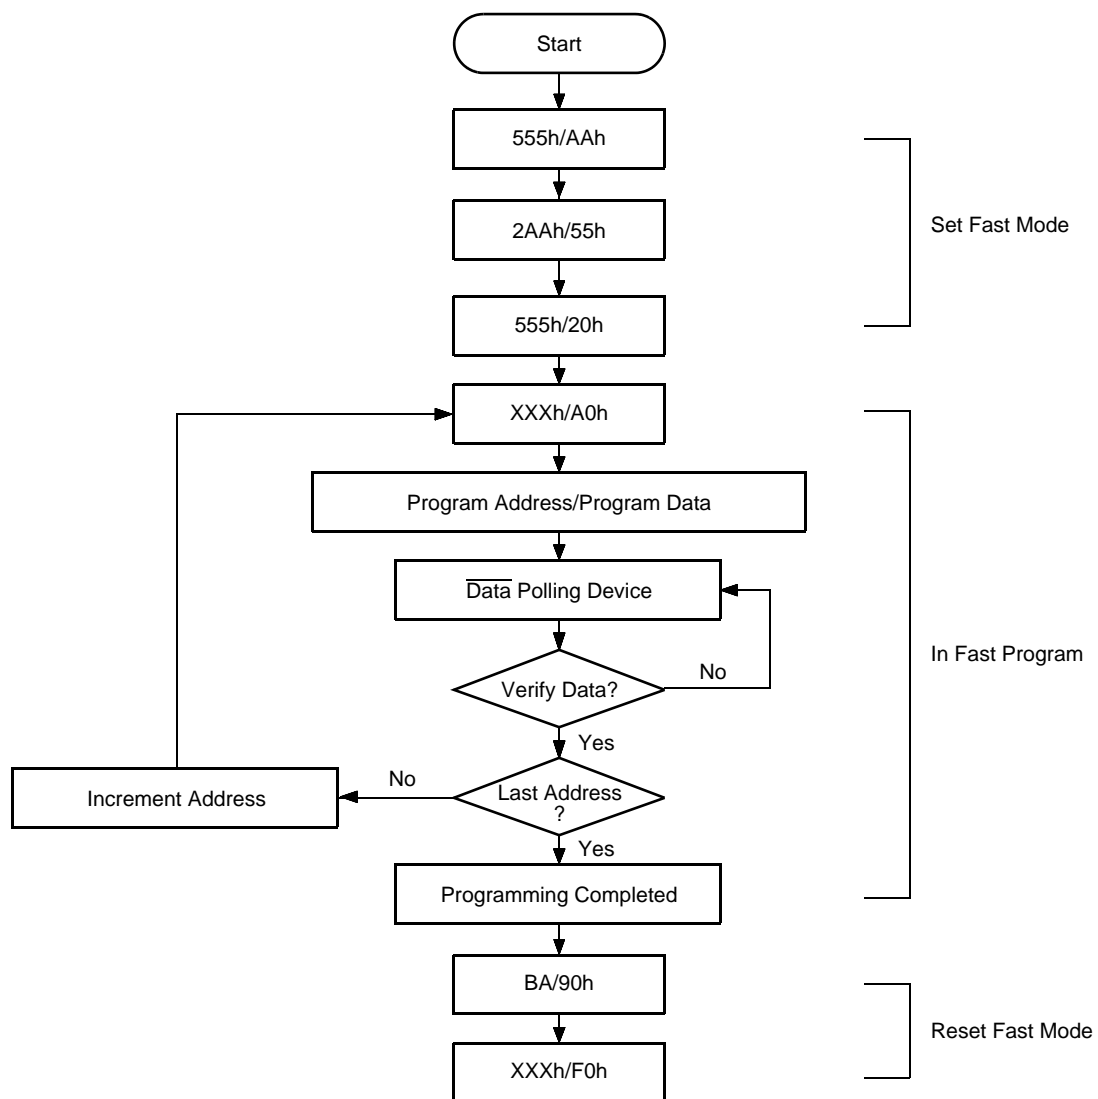 Start
555h/AAh
2AAh/55h
Set Fast Mode
555h/20h
XXXh/A0h
Program Address/Program Data
Data Polling Device
In Fast Program
No
Verify Data?
Yes
No
Last Address
?
Increment Address
Yes
Programming Completed
BA/90h
Reset Fast Mode
XXXh/F0h